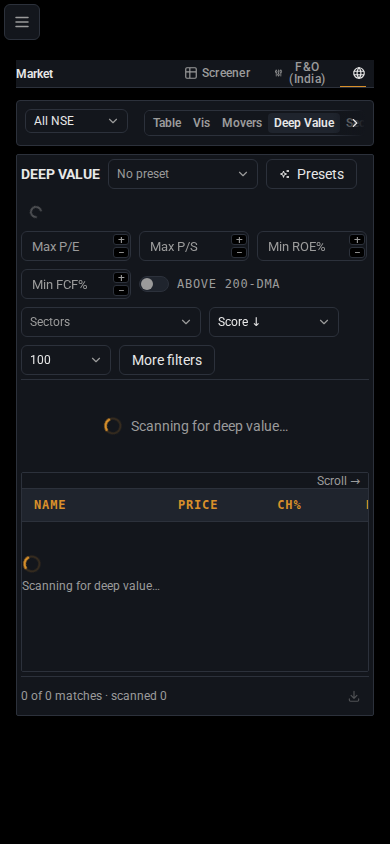 Market
Screener
F&O
(India)
All NSE
Table Vis Movers Deep Value
DEEP VALUE
No preset
Presets
Max P/E + −
Max P/S + −
Min ROE% + −
Min FCF% + −
ABOVE 200-DMA
Sectors
Score ↓
100
More filters
Scanning for deep value…
Scroll →
NAME PRICE CH%
Scanning for deep value…
0 of 0 matches · scanned 0